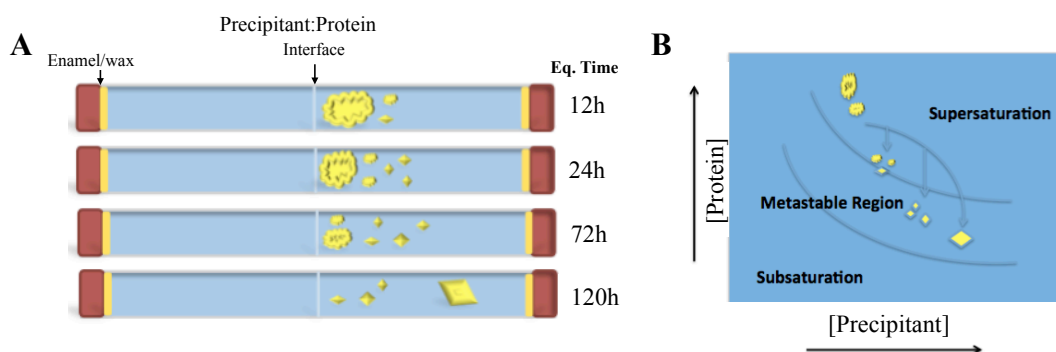 A
Precipitant:Protein
Interface
Enamel/wax
Eq. Time
12h
24h
72h
120h
B
[Protein]
Supersaturation
Metastable Region
Subsaturation
[Precipitant]